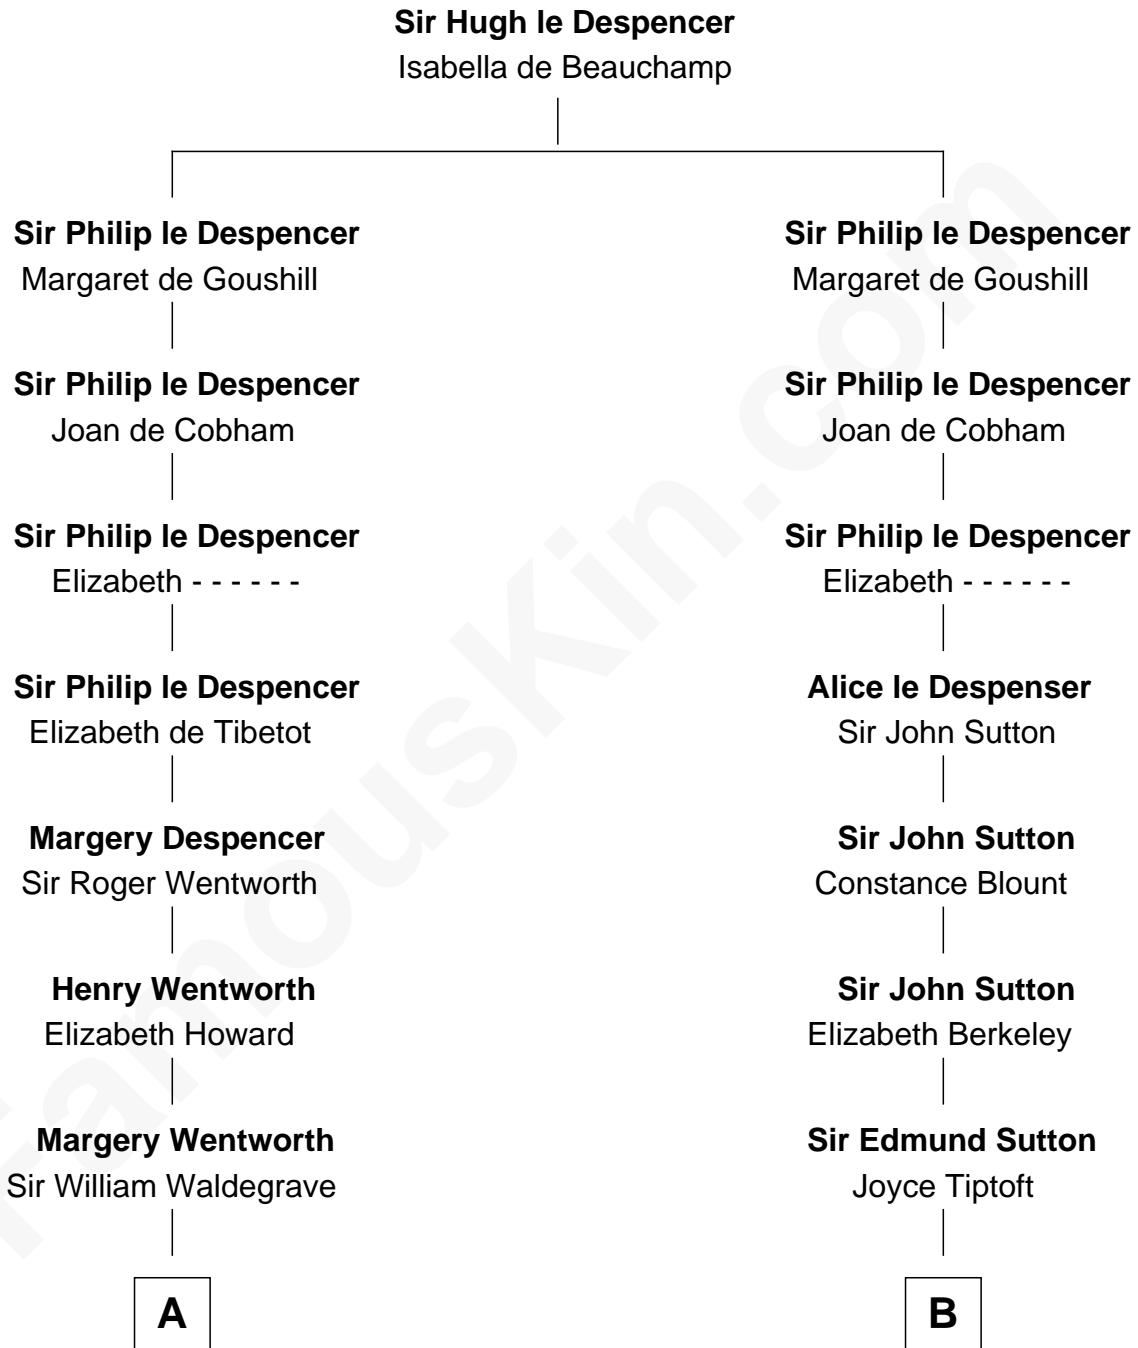 Sir Hugh le Despencer
Isabella de Beauchamp
Sir Philip le Despencer
Margaret de Goushill
Sir Philip le Despencer
Margaret de Goushill
Sir Philip le Despencer
Joan de Cobham
Sir Philip le Despencer
Joan de Cobham
Sir Philip le Despencer
Elizabeth - - - - - -
Sir Philip le Despencer
Elizabeth - - - - - -
Sir Philip le Despencer
Elizabeth de Tibetot
Alice le Despenser
Sir John Sutton
Margery Despencer
Sir Roger Wentworth
Sir John Sutton
Constance Blount
Henry Wentworth
Elizabeth Howard
Sir John Sutton
Elizabeth Berkeley
Margery Wentworth
Sir William Waldegrave
Sir Edmund Sutton
Joyce Tiptoft
A
B
FamousKin.com